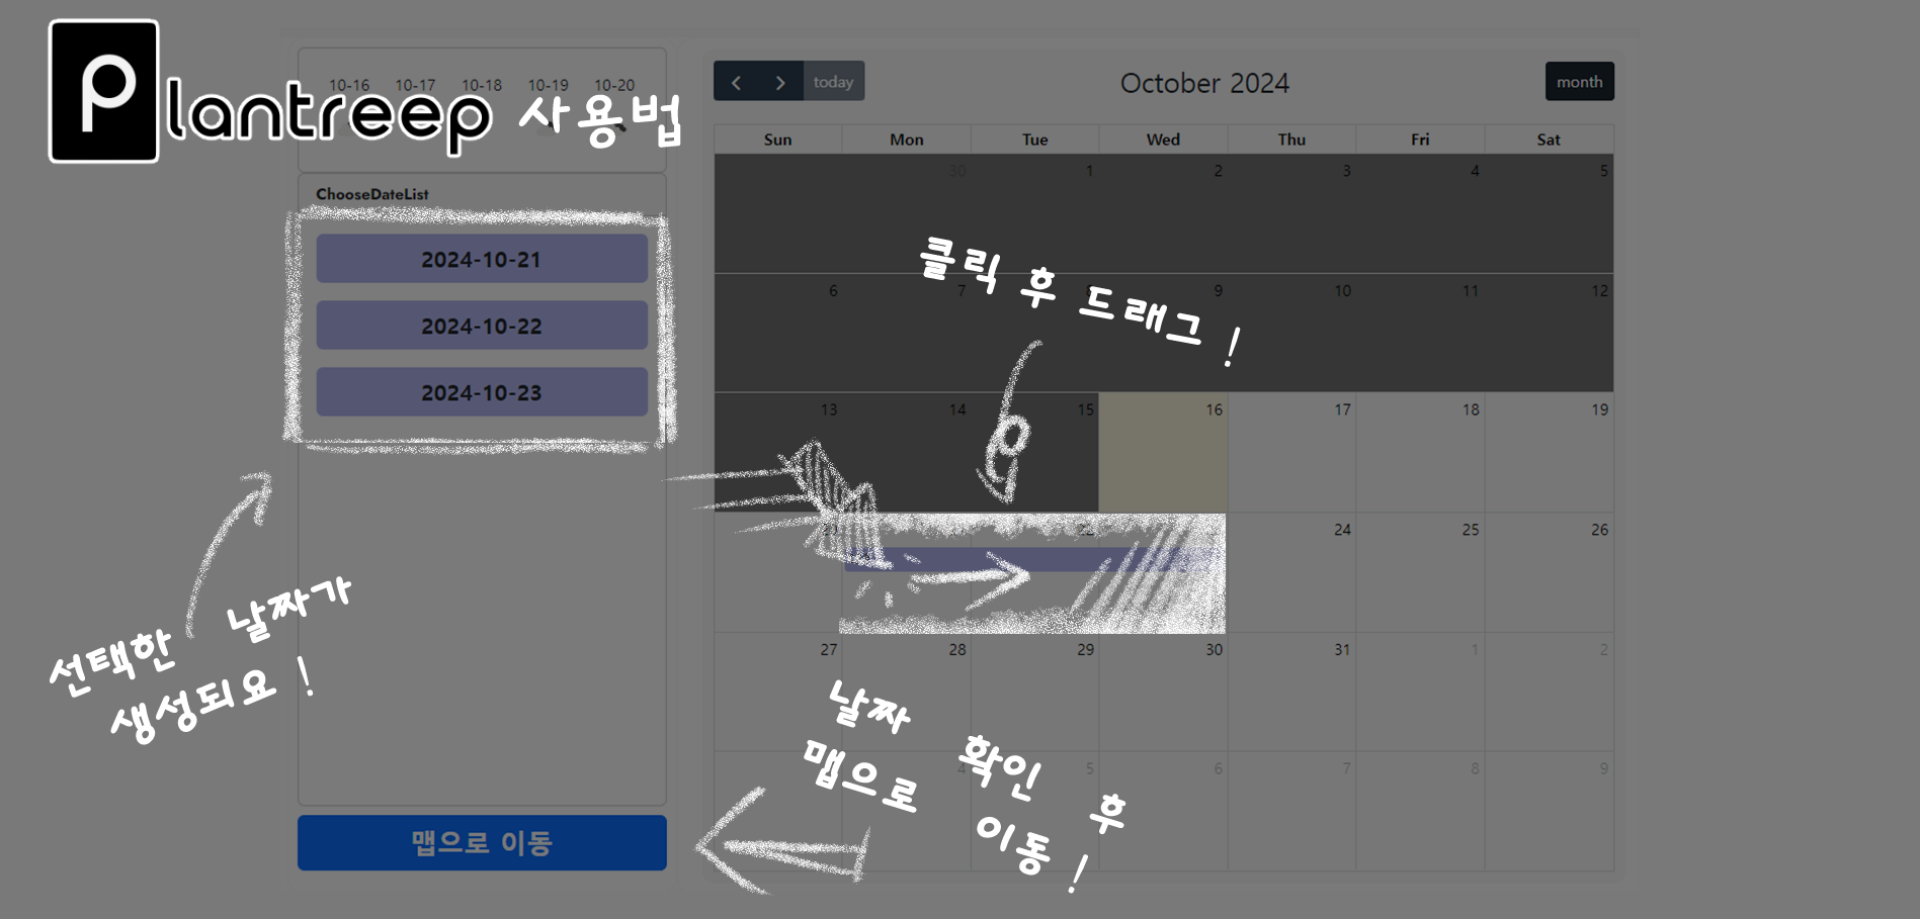 Plantreep 사용법
10-16 10-17 10-18 10-19 10-20
ChooseDateList
2024-10-21
2024-10-22
2024-10-23
선택한 날짜가
생성되요 !
맵으로 이동
today
October 2024
month
Sun Mon Tue Wed Thu Fri Sat
30 1 2 3 4 5
클릭 후 드래그 !
6 7 8 9 10 11 12
13 14 15 16 17 18 19
22 24 25 26
27 28 29 30 31 1 2
날짜 확인 후
맵으로 이동 !
4 5 6 7 8 9